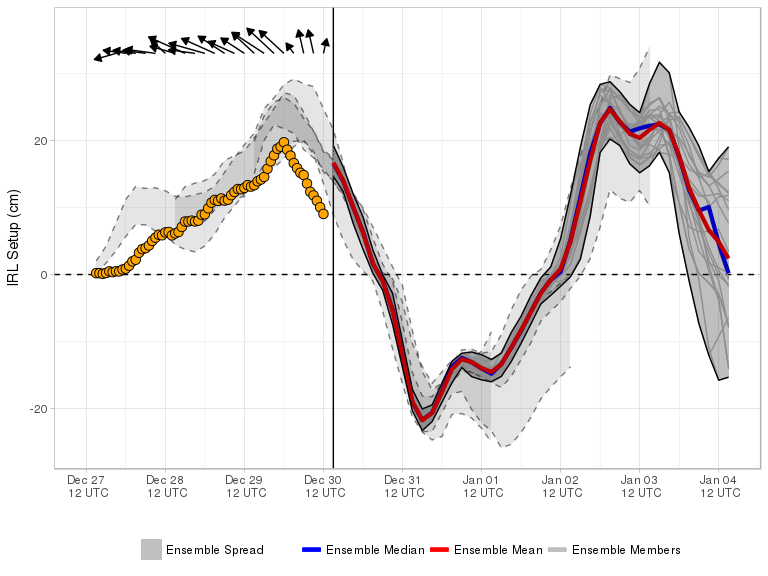 IRL Setup (cm)
20
0
-20
Dec 27 Dec 28 Dec 29 Dec 30 Dec 31 Jan 01 Jan 02 Jan 03 Jan 04
12 UTC 12 UTC 12 UTC 12 UTC 12 UTC 12 UTC 12 UTC 12 UTC 12 UTC
Ensemble Spread Ensemble Median Ensemble Mean Ensemble Members